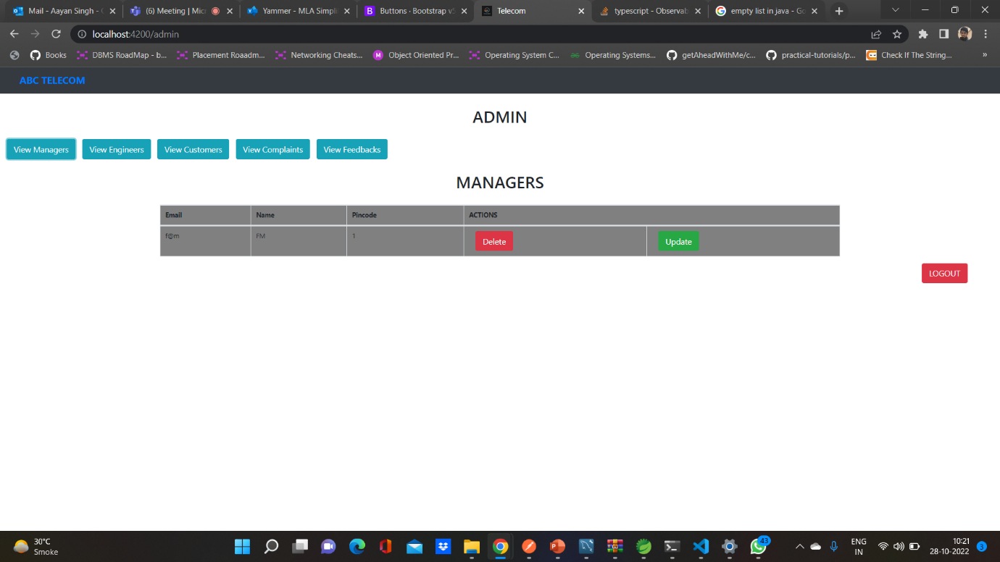 Mail - Aayan Singh -
(6) Meeting | Micr
Yammer - MLA Simpli
Buttons · Bootstrap v5
Telecom
typescript - Observab
empty list in java - Go
localhost:4200/admin
Books
DBMS RoadMap - b...
Placement Roaadm...
Networking Cheats...
Object Oriented Pr...
Operating System C...
Operating Systems...
getAheadWithMe/c...
practical-tutorials/p...
Check If The String...
»
ABC TELECOM
ADMIN
View Managers View Engineers View Customers View Complaints View Feedbacks
MANAGERS
Email Name Pincode ACTIONS
f@m FM 1 Delete Update
LOGOUT
30°C
Smoke
43
ENG
IN
10:21
28-10-2022
3